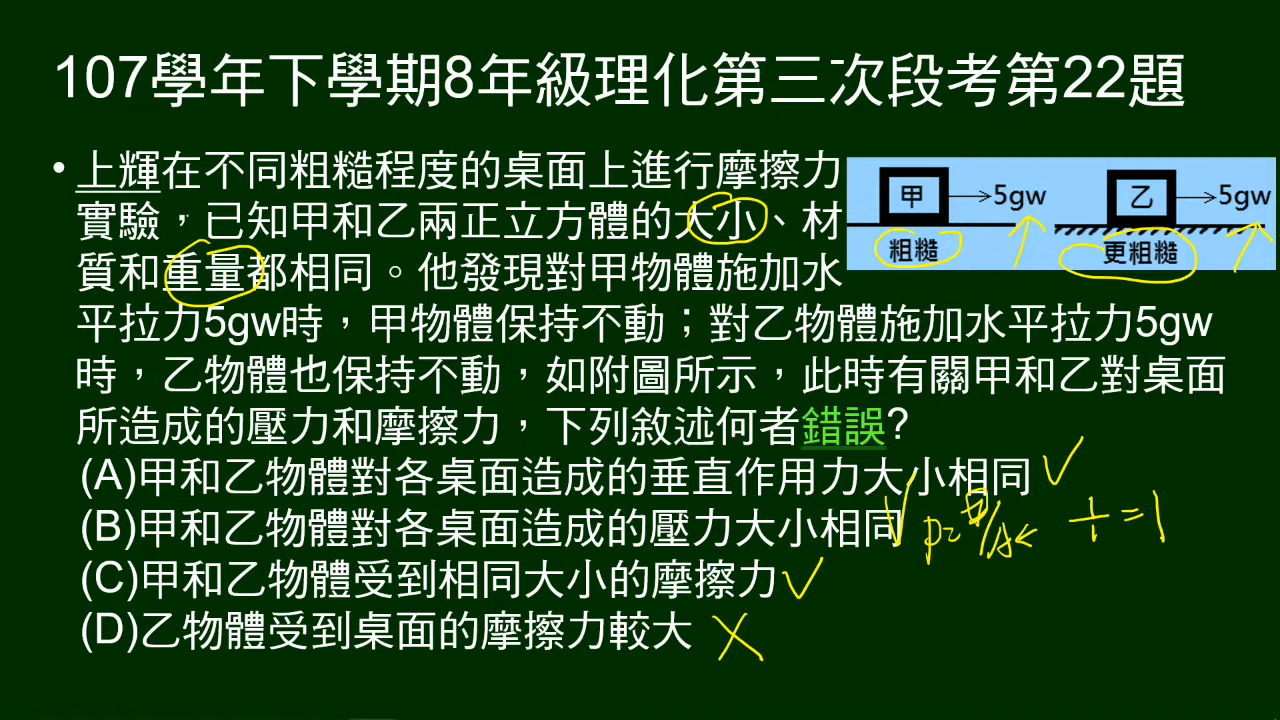 107學年下學期8年級理化第三次段考第22題
• 上輝在不同粗糙程度的桌面上進行摩擦力
實驗，已知甲和乙兩正立方體的大小、材
質和重量都相同。他發現對甲物體施加水
平拉力5gw時，甲物體保持不動；對乙物體施加水平拉力5gw
時，乙物體也保持不動，如附圖所示，此時有關甲和乙對桌面
所造成的壓力和摩擦力，下列敘述何者錯誤?
(A)甲和乙物體對各桌面造成的垂直作用力大小相同
(B)甲和乙物體對各桌面造成的壓力大小相同
(C)甲和乙物體受到相同大小的摩擦力
(D)乙物體受到桌面的摩擦力較大
甲 5gw
粗糙
乙 5gw
更粗糙
1/1=1